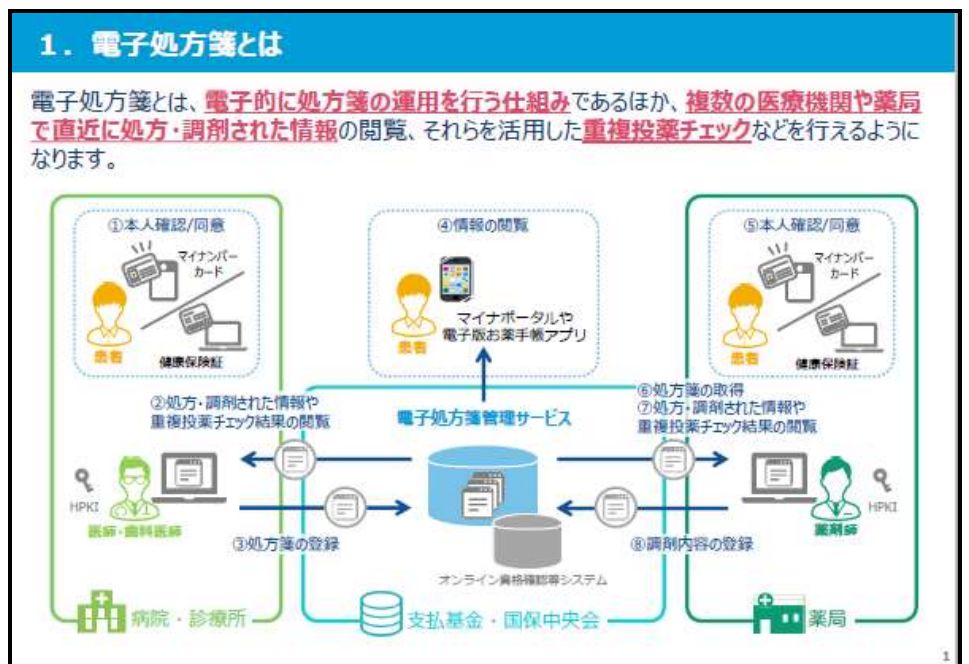 1．電子処方箋とは
電子処方箋とは、電子的に処方箋の運用を行う仕組みであるほか、複数の医療機関や薬局
で直近に処方・調剤された情報の閲覧、それらを活用した重複投薬チェックなどを行えるように
なります。
①本人確認/同意
マイナンバー
カード
患者
健康保険証
④情報の閲覧
マイナポータルや
電子版お薬手帳アプリ
患者
⑤本人確認/同意
マイナンバー
カード
患者
健康保険証
②処方・調剤された情報や
重複投薬チェック結果の閲覧
電子処方箋管理サービス
⑥処方箋の取得
⑦処方・調剤された情報や
重複投薬チェック結果の閲覧
HPKI
医師・歯科医師
③処方箋の登録
オンライン資格確認等システム
⑧調剤内容の登録
薬剤師
HPKI
病院・診療所
支払基金・国保中央会
薬局
1